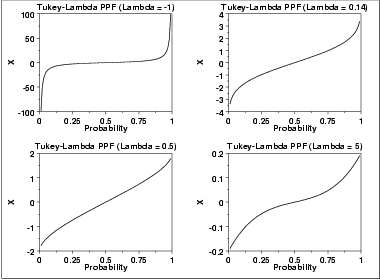 Tukey-Lambda PPF (Lambda = -1)
100
50
0
-50
-100
X
0 0.25 0.5 0.75 1
Probability
Tukey-Lambda PPF (Lambda = 0.14)
4
3
2
1
0
-1
-2
-3
-4
X
0 0.25 0.5 0.75 1
Probability
Tukey-Lambda PPF (Lambda = 0.5)
2
1
0
-1
-2
X
0 0.25 0.5 0.75 1
Probability
Tukey-Lambda PPF (Lambda = 5)
0.2
0.1
0
-0.1
-0.2
X
0 0.25 0.5 0.75 1
Probability